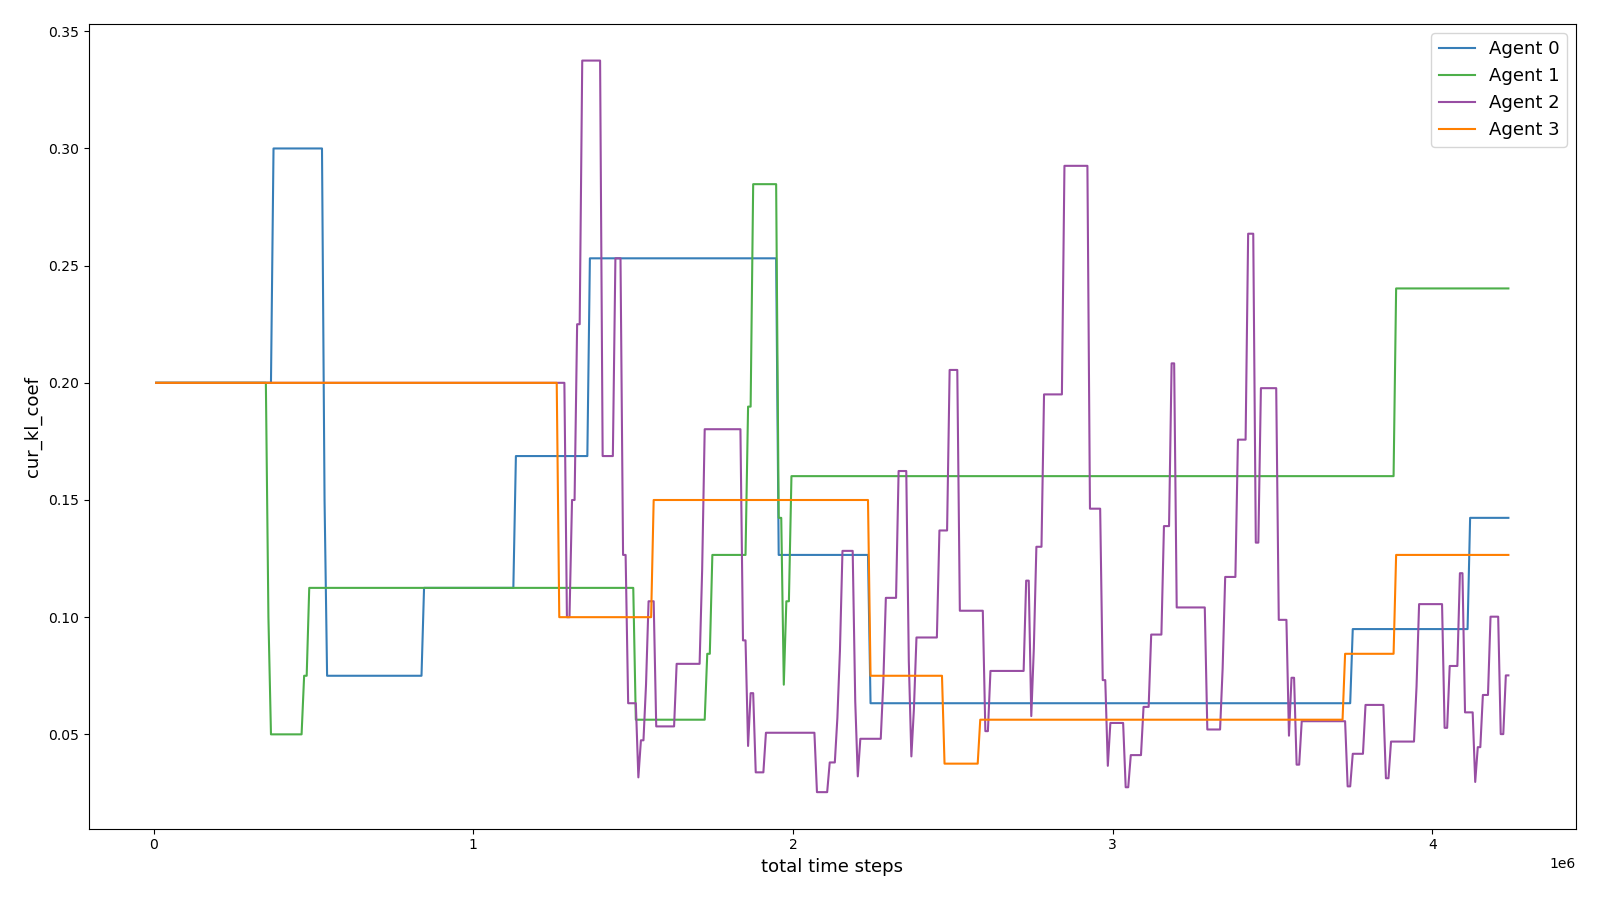 0.35
0.30
0.25
0.20
0.15
0.10
0.05
cur_kl_coef
0 1 2 3 4
1e6
total time steps
Agent 0
Agent 1
Agent 2
Agent 3